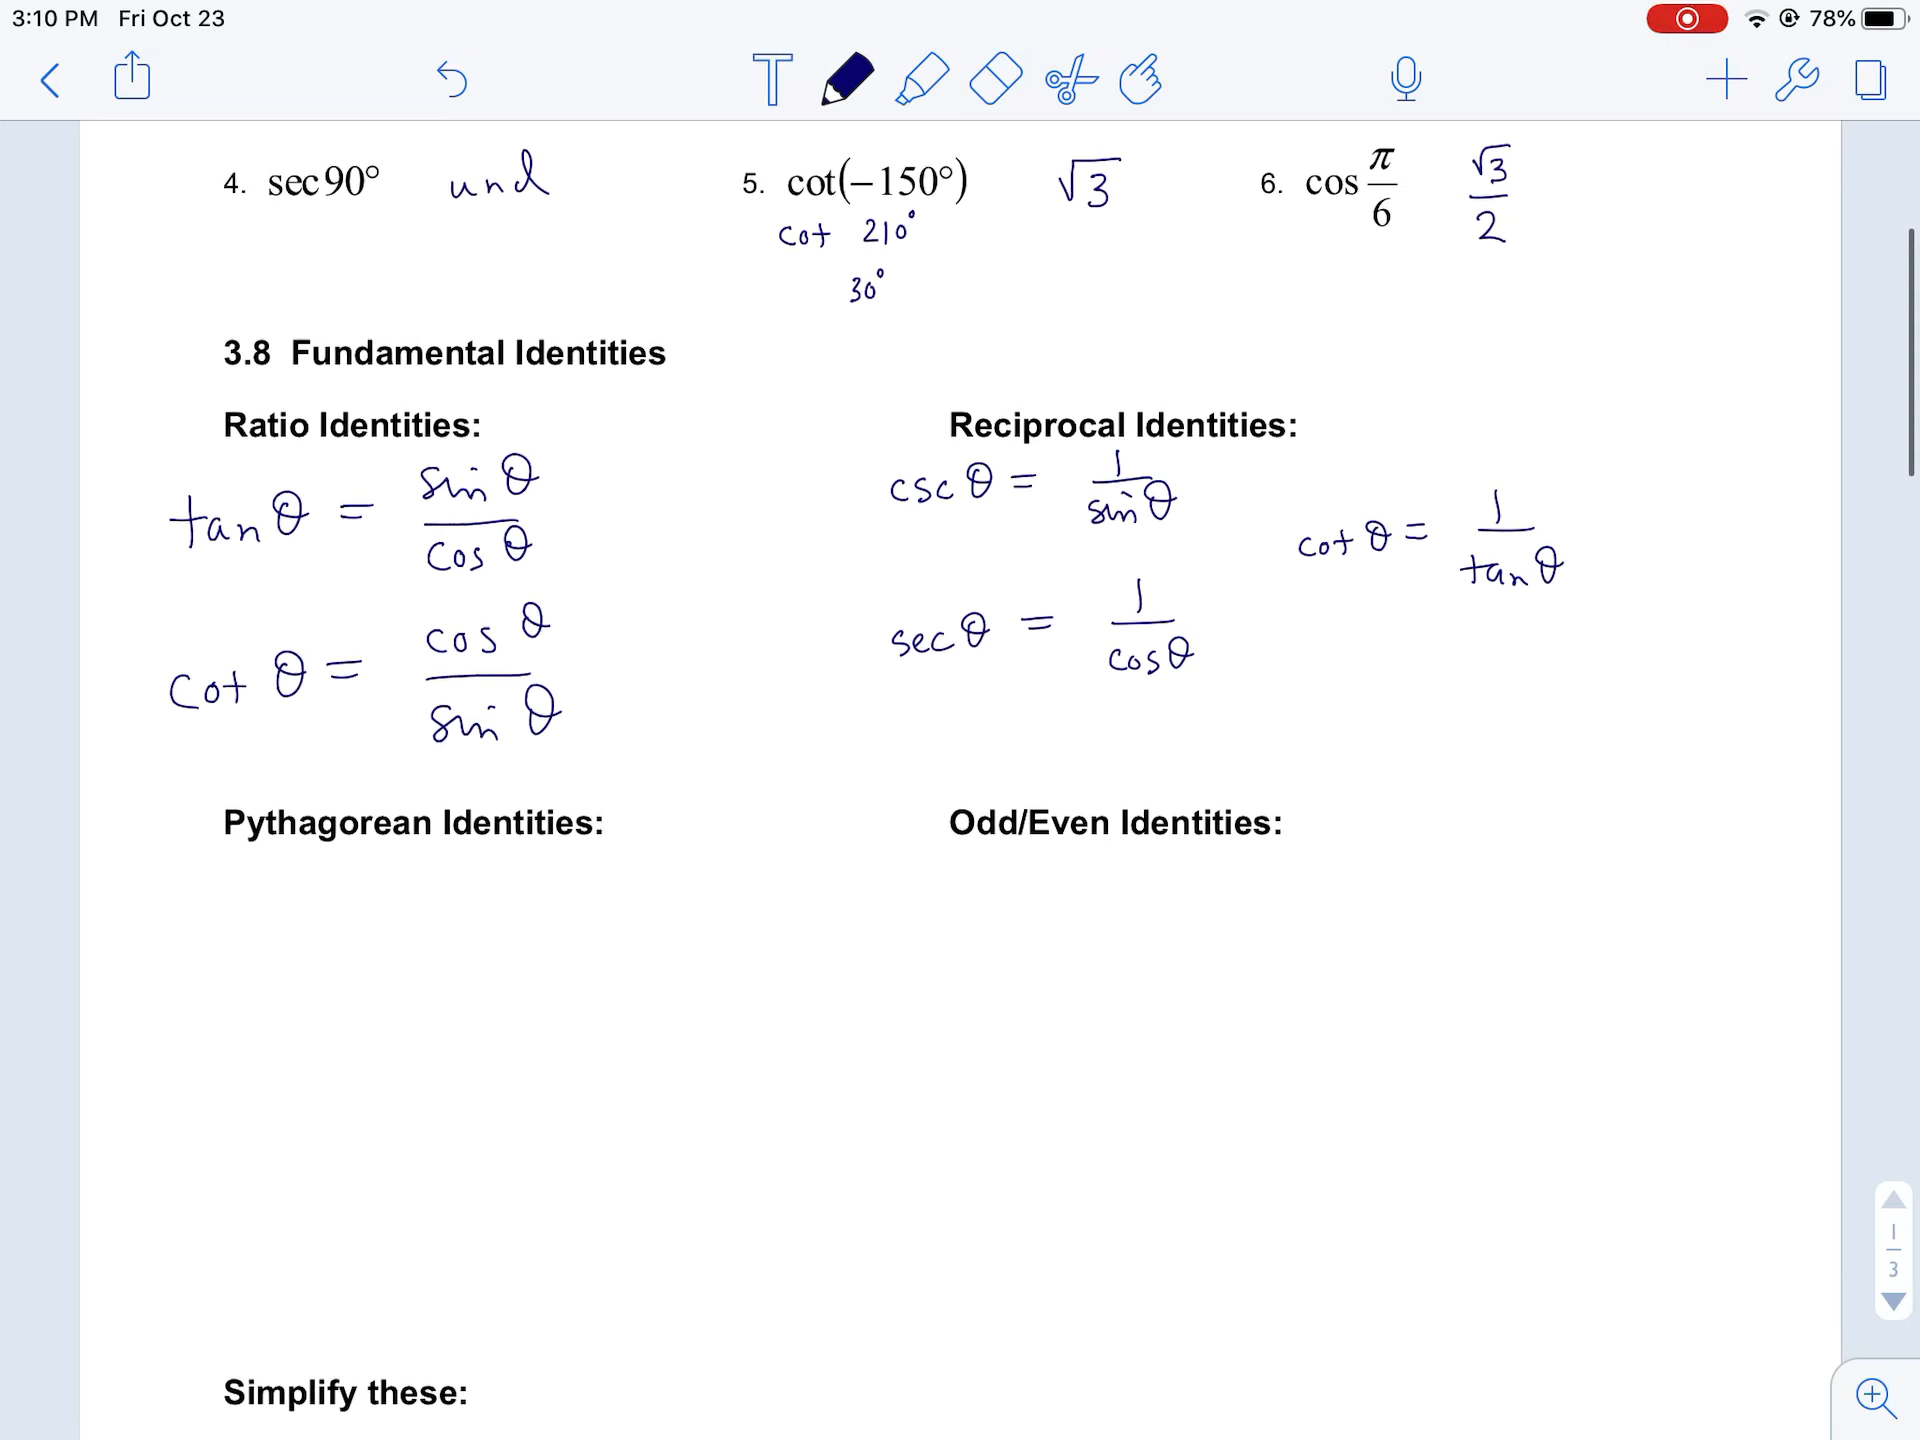 3:10 PM Fri Oct 23
78%
4. sec 90° und
5. cot(−150°) √3
cot 210°
30°
6. cos π/6 √3/2
3.8 Fundamental Identities
Ratio Identities:
tan θ = sin θ / cos θ
cot θ = cos θ / sin θ
Reciprocal Identities:
csc θ = 1 / sin θ
sec θ = 1 / cos θ
cot θ = 1 / tan θ
Pythagorean Identities:
Odd/Even Identities:
Simplify these:
1
3